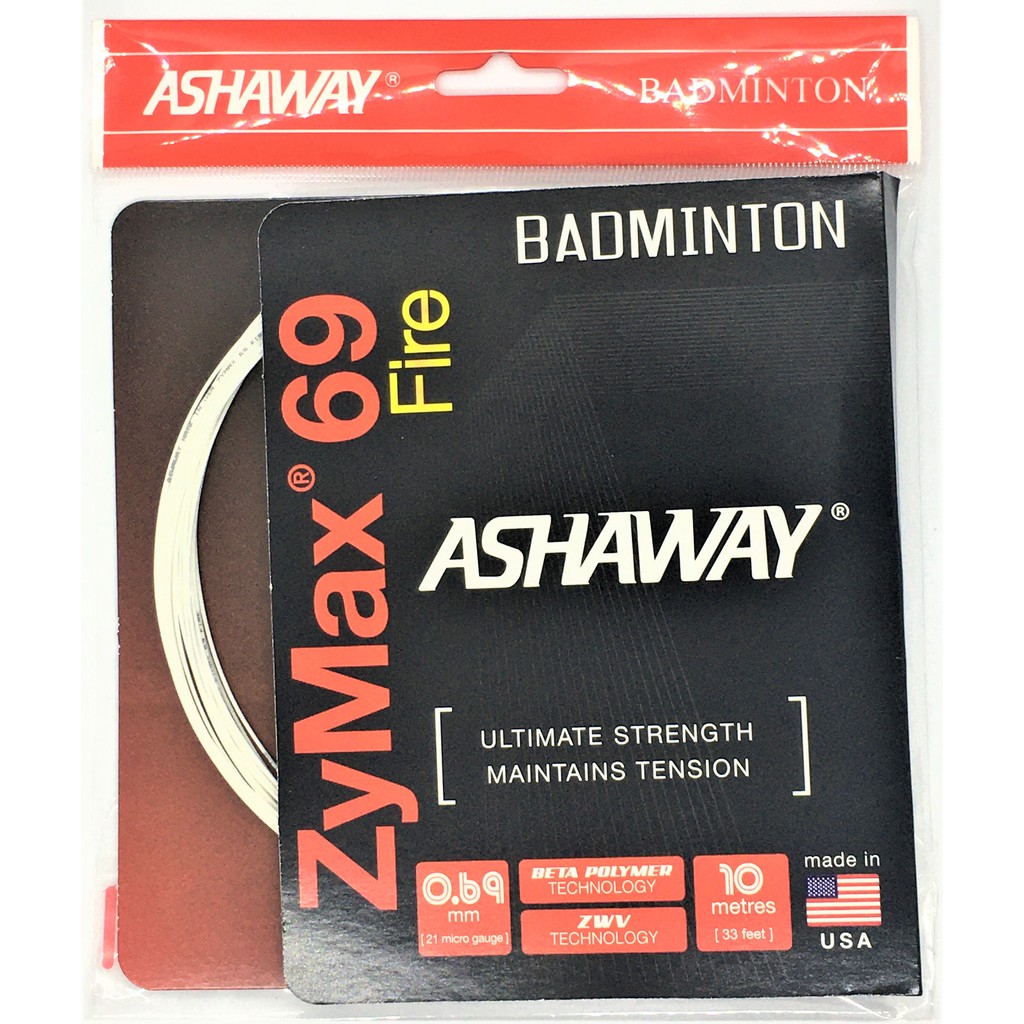 ASHAWAY®
BADMINTON
BADMINTON
ZyMax® 69
Fire
ASHAWAY®
[ ULTIMATE STRENGTH
MAINTAINS TENSION ]
0.69
mm
[ 21 micro gauge ]
BETA POLYMER
TECHNOLOGY
ZWV
TECHNOLOGY
10
metres
[ 33 feet ]
made in
USA